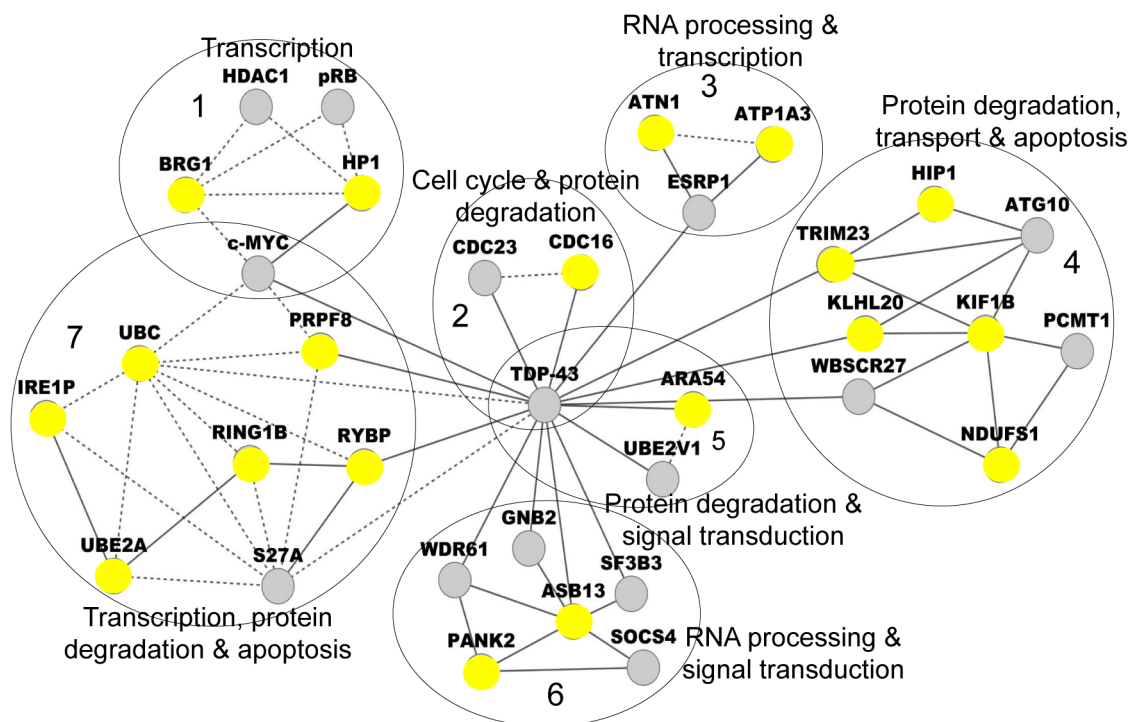 Transcription
HDAC1
pRB
1
BRG1
HP1
c-MYC
RNA processing &
transcription
3
ATN1
ATP1A3
ESRP1
Protein degradation,
transport & apoptosis
HIP1
ATG10
TRIM23
4
KLHL20
KIF1B
PCMT1
WBSCR27
NDUFS1
Cell cycle & protein
degradation
CDC23
CDC16
2
TDP-43
ARA54
5
UBE2V1
Protein degradation &
signal transduction
7
UBC
PRPF8
IRE1P
RING1B
RYBP
UBE2A
S27A
Transcription, protein
degradation & apoptosis
GNB2
WDR61
SF3B3
ASB13
PANK2
SOCS4
6
RNA processing &
signal transduction